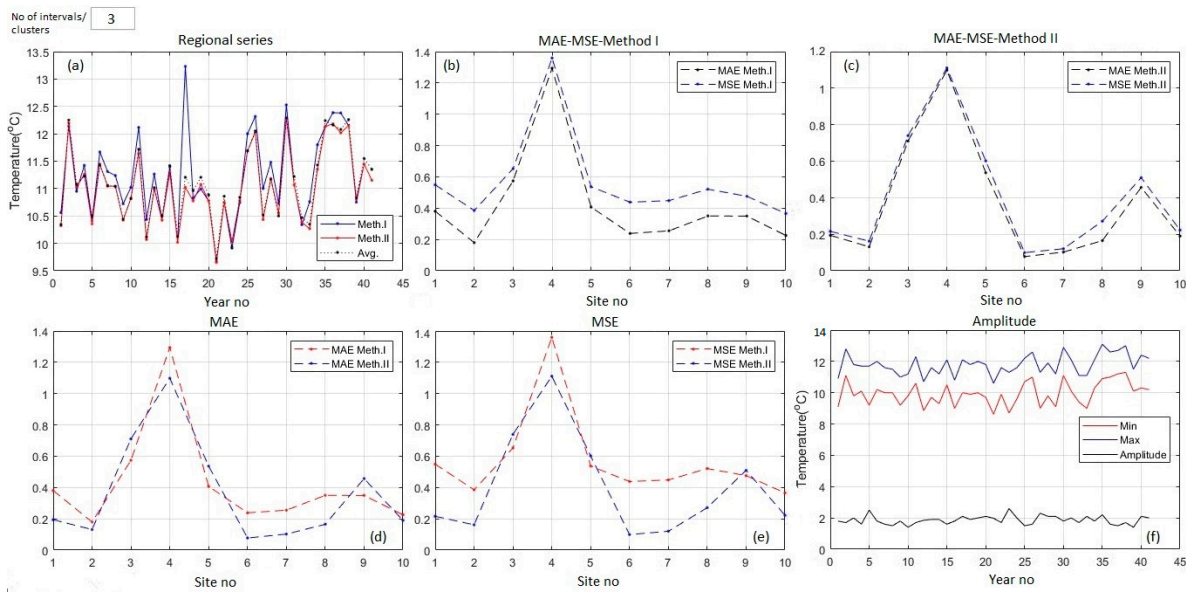 No of intervals/
clusters
3
Regional series
MAE-MSE-Method I
MAE-MSE-Method II
(a)
13.5
13
12.5
12
11.5
11
10.5
10
9.5
Temperature(°C)
Meth.I
Meth.II
Avg.
0 5 10 15 20 25 30 35 40 45
Year no
(b)
1.4
1.2
1
0.8
0.6
0.4
0.2
0
MAE Meth.I
MSE Meth.I
1 2 3 4 5 6 7 8 9 10
Site no
(c)
1.2
1
0.8
0.6
0.4
0.2
0
MAE Meth.II
MSE Meth.II
1 2 3 4 5 6 7 8 9 10
Site no
MAE
MSE
Amplitude
1.4
1.2
1
0.8
0.6
0.4
0.2
0
MAE Meth.I
MAE Meth.II
(d)
1 2 3 4 5 6 7 8 9 10
Site no
1.4
1.2
1
0.8
0.6
0.4
0.2
0
MSE Meth.I
MSE Meth.II
(e)
1 2 3 4 5 6 7 8 9 10
Site no
14
12
10
8
6
4
2
0
Temperature(°C)
Min
Max
Amplitude
(f)
0 5 10 15 20 25 30 35 40 45
Year no